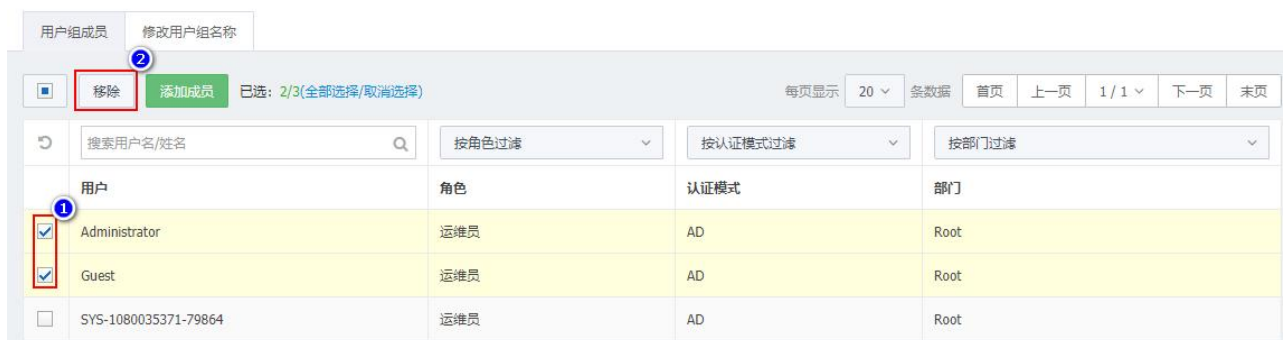 用户组成员 修改用户组名称
2
移除 添加成员 已选：2/3(全部选择/取消选择) 每页显示 20 条数据 首页 上一页 1 / 1 下一页 末页
搜索用户名/姓名 按角色过滤 按认证模式过滤 按部门过滤
用户 角色 认证模式 部门
1
Administrator 运维员 AD Root
Guest 运维员 AD Root
SYS-1080035371-79864 运维员 AD Root